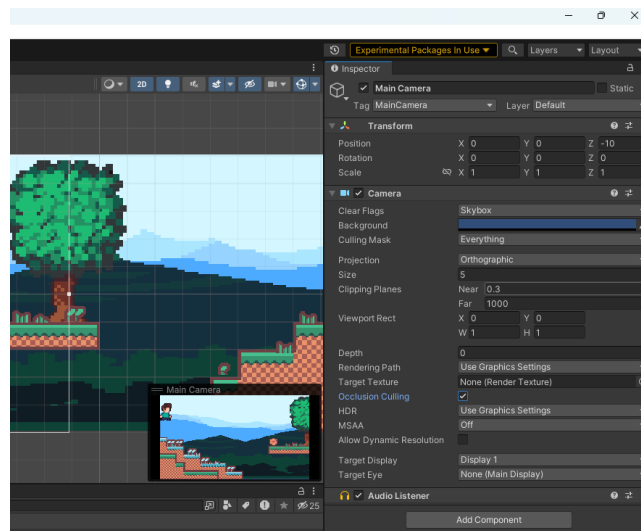 Experimental Packages In Use ▼
Layers
Layout
Inspector
Main Camera
Static
Tag MainCamera
Layer Default
2D
Transform
Position X 0 Y 0 Z -10
Rotation X 0 Y 0 Z 0
Scale X 1 Y 1 Z 1
Camera
Clear Flags Skybox
Background
Culling Mask Everything
Projection Orthographic
Size 5
Clipping Planes Near 0.3
Far 1000
Viewport Rect X 0 Y 0
W 1 H 1
Depth 0
Rendering Path Use Graphics Settings
Target Texture None (Render Texture)
Occlusion Culling
HDR Use Graphics Settings
MSAA Off
Allow Dynamic Resolution
Target Display Display 1
Target Eye None (Main Display)
Main Camera
Audio Listener
25
Add Component